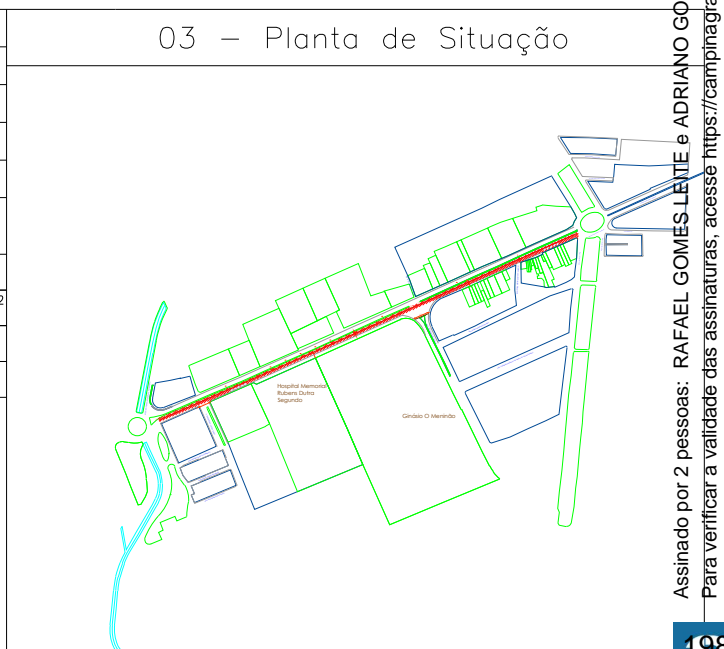 03 – Planta de Situação
Hospital Memorial
Rubens Dutra
Segundo
Ginásio O Meninão
Assinado por 2 pessoas: RAFAEL GOMES LEITE e ADRIANO GO
Para verificar a validade das assinaturas, acesse https://campinagra